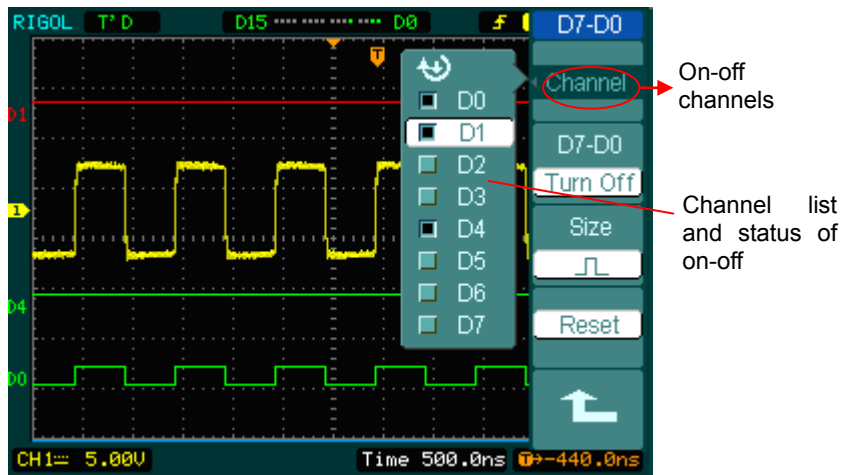 RIGOL T'D D15 D0 D7-D0
T
Channel
D0
D1
D2
D3
D4
D5
D6
D7
D7-D0
Turn Off
Size
Reset
D1
1
D4
D0
CH1 5.00V Time 500.0ns T→-440.0ns
On-off
channels
Channel list
and status of
on-off